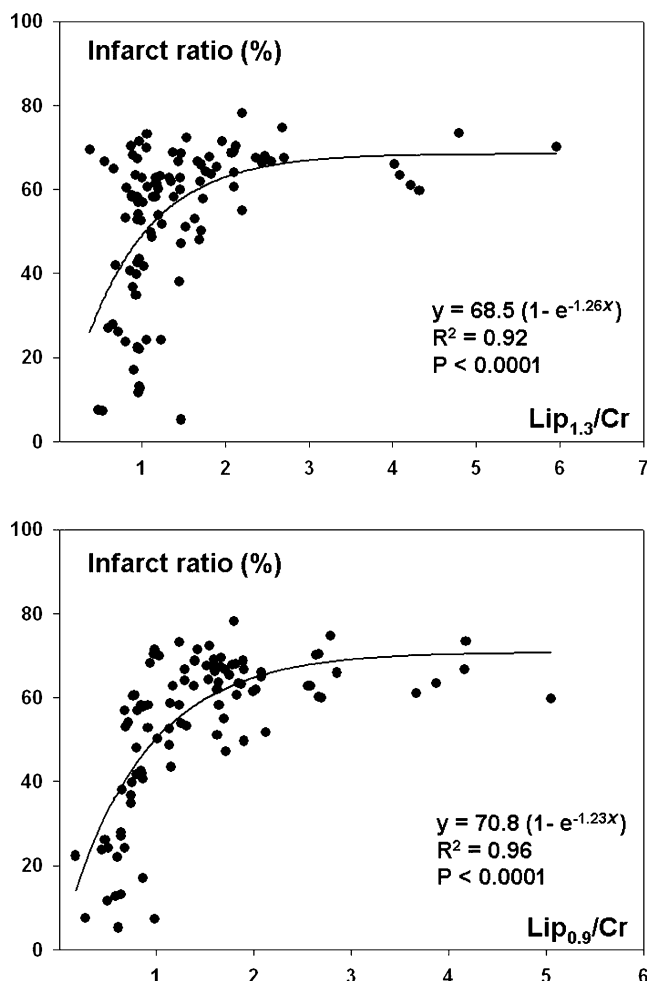 100
Infarct ratio (%)
80
60
40
y = 68.5 (1- e^-1.26x)
R² = 0.92
20
P < 0.0001
Lip₁.₃/Cr
0
1 2 3 4 5 6 7
100
Infarct ratio (%)
80
60
40
y = 70.8 (1- e^-1.23x)
R² = 0.96
20
P < 0.0001
Lip₀.₉/Cr
0
1 2 3 4 5 6